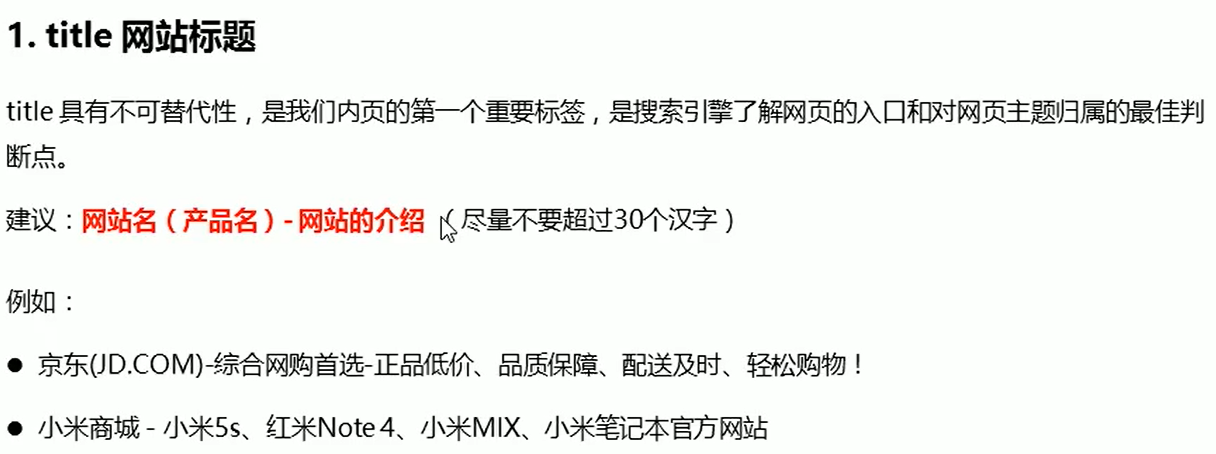 1. title 网站标题
title 具有不可替代性，是我们内页的第一个重要标签，是搜索引擎了解网页的入口和对网页主题归属的最佳判
断点。
建议：网站名（产品名）- 网站的介绍 （尽量不要超过30个汉字）
例如：
● 京东(JD.COM)-综合网购首选-正品低价、品质保障、配送及时、轻松购物！
● 小米商城 - 小米5s、红米Note 4、小米MIX、小米笔记本官方网站